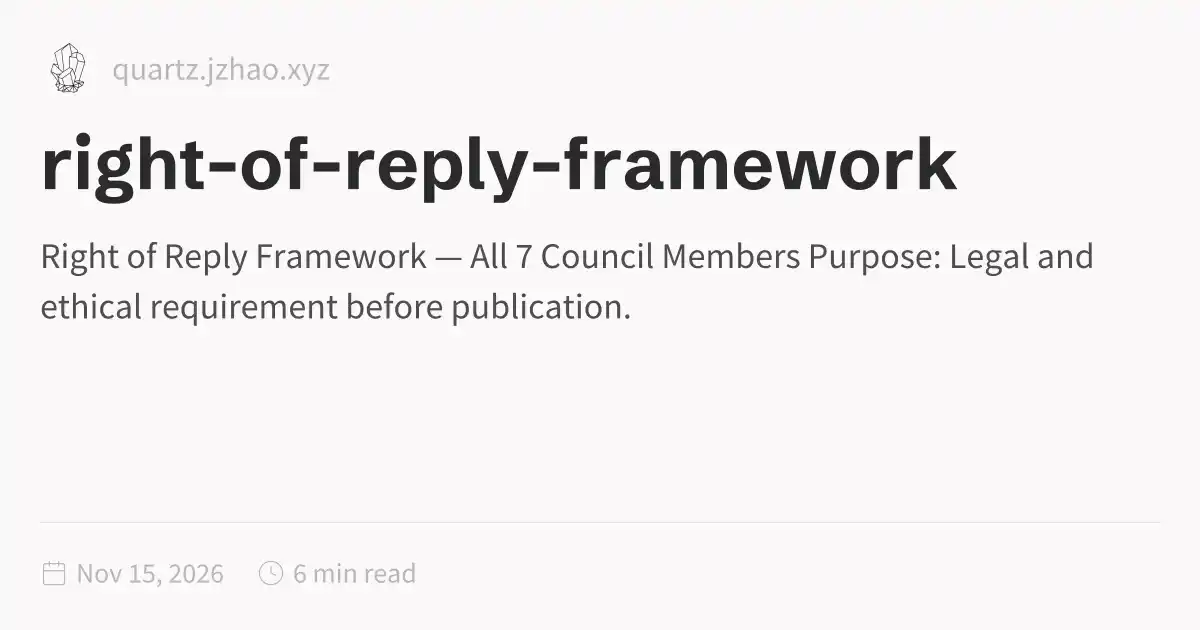 quartz.jzhao.xyz
right-of-reply-framework
Right of Reply Framework — All 7 Council Members Purpose: Legal and
ethical requirement before publication.
Nov 15, 2026 6 min read